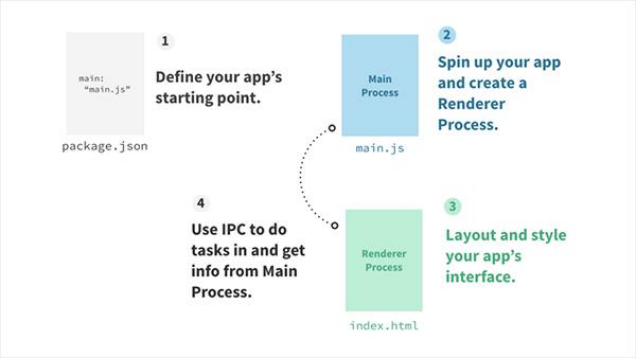 1
main:
"main.js"
Define your app's
starting point.
package.json
2
Main
Process
Spin up your app
and create a
Renderer
Process.
main.js
4
Use IPC to do
tasks in and get
info from Main
Process.
3
Renderer
Process
Layout and style
your app's
interface.
index.html